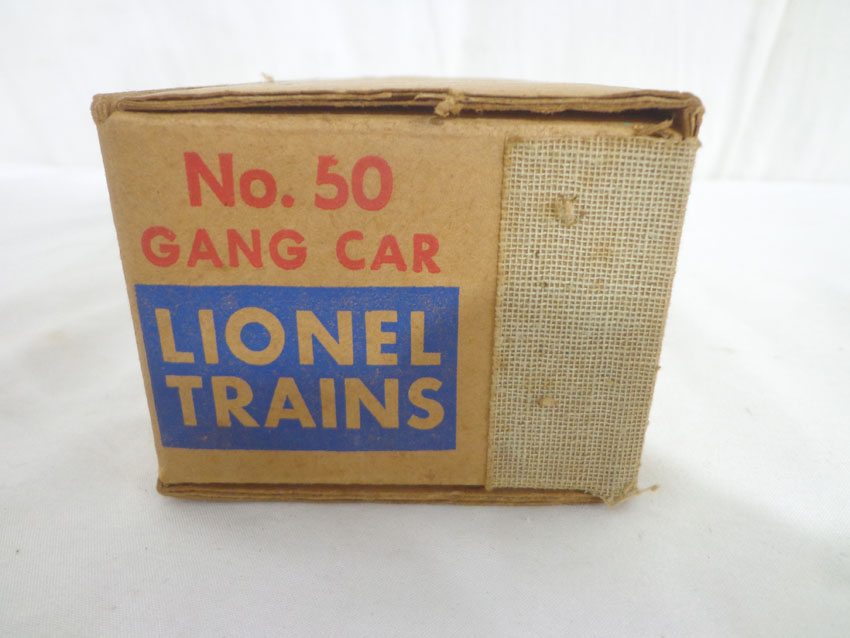 No. 50
GANG CAR
LIONEL
TRAINS